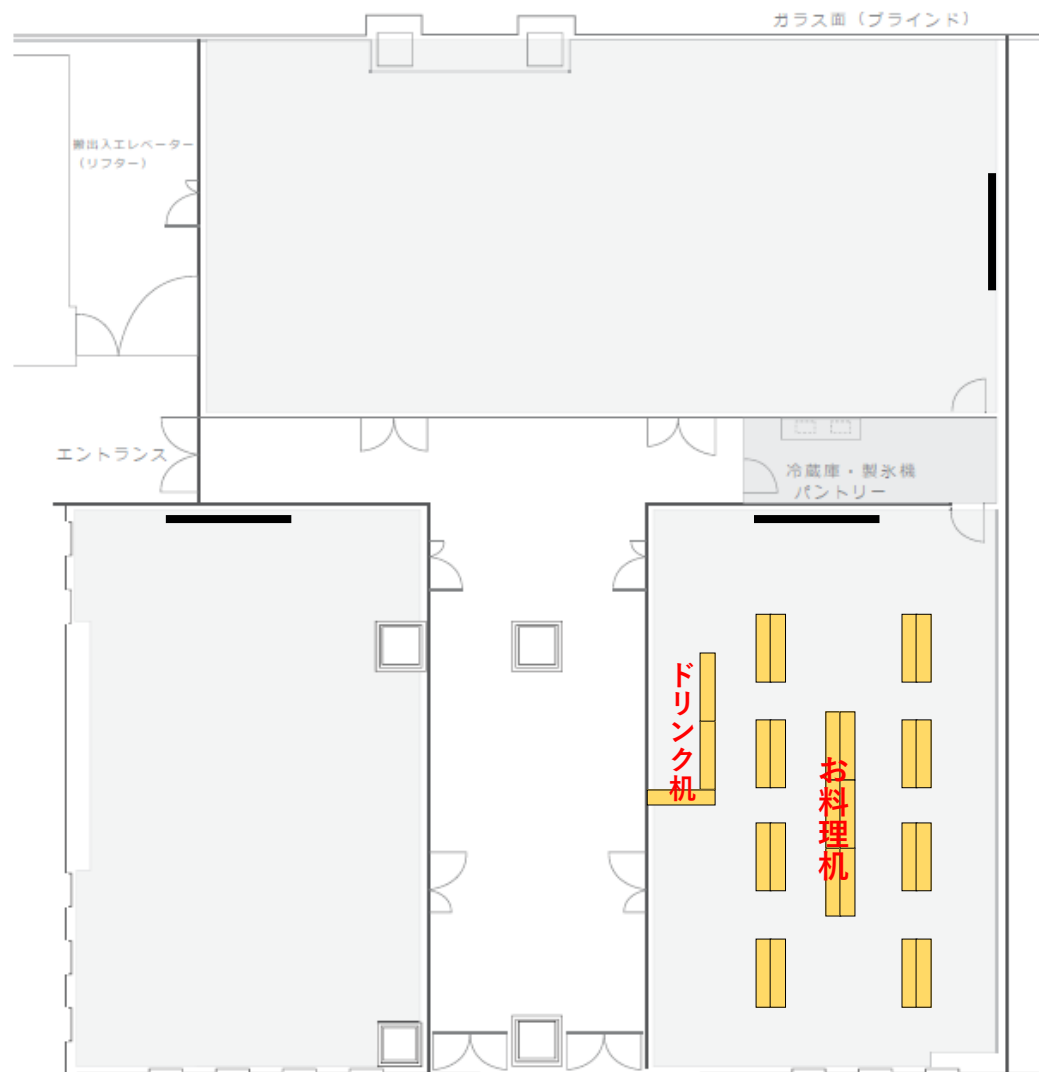 ガラス面（ブラインド）
搬出入エレベーター
（リフター）
エントランス
冷蔵庫・製氷機
パントリー
ドリンク机
お料理机